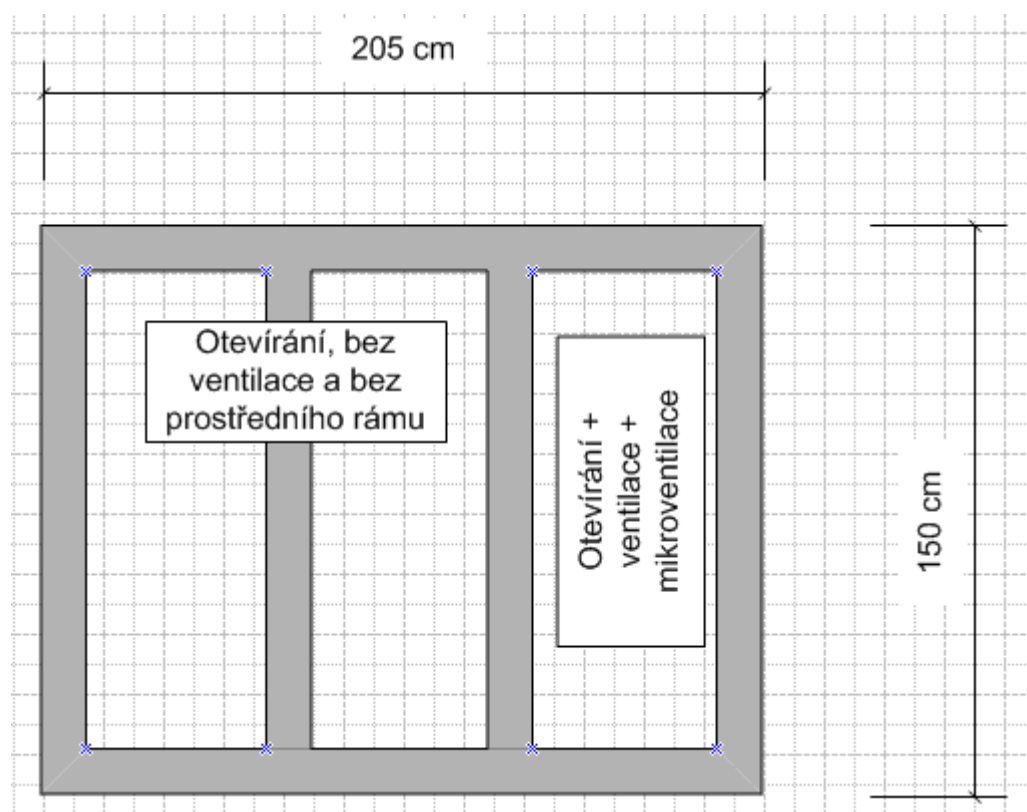 205 cm
Otevírání, bez
ventilace a bez
prostředního rámu
Otevírání +
ventilace +
mikroventilace
150 cm